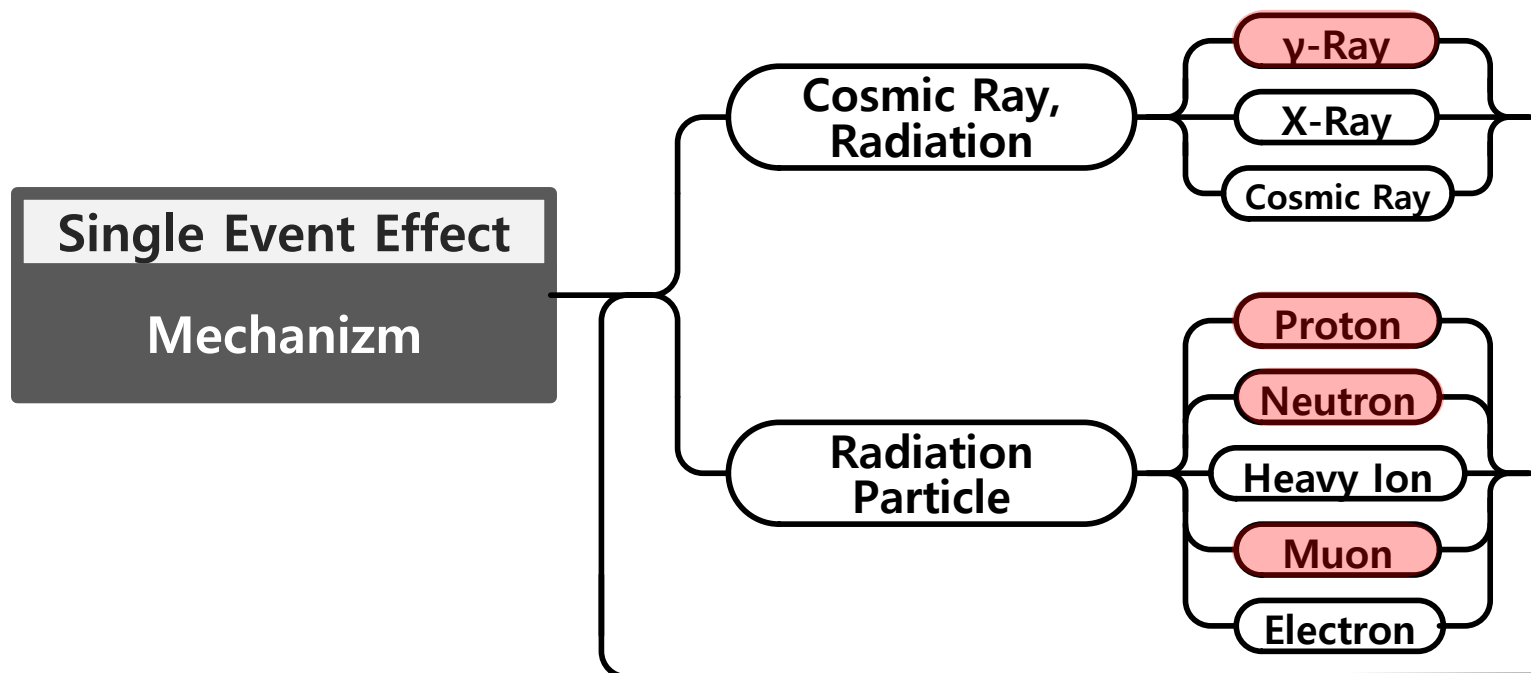 Single Event Effect
Mechanizm
Cosmic Ray,
Radiation
γ-Ray
X-Ray
Cosmic Ray
Radiation
Particle
Proton
Neutron
Heavy Ion
Muon
Electron